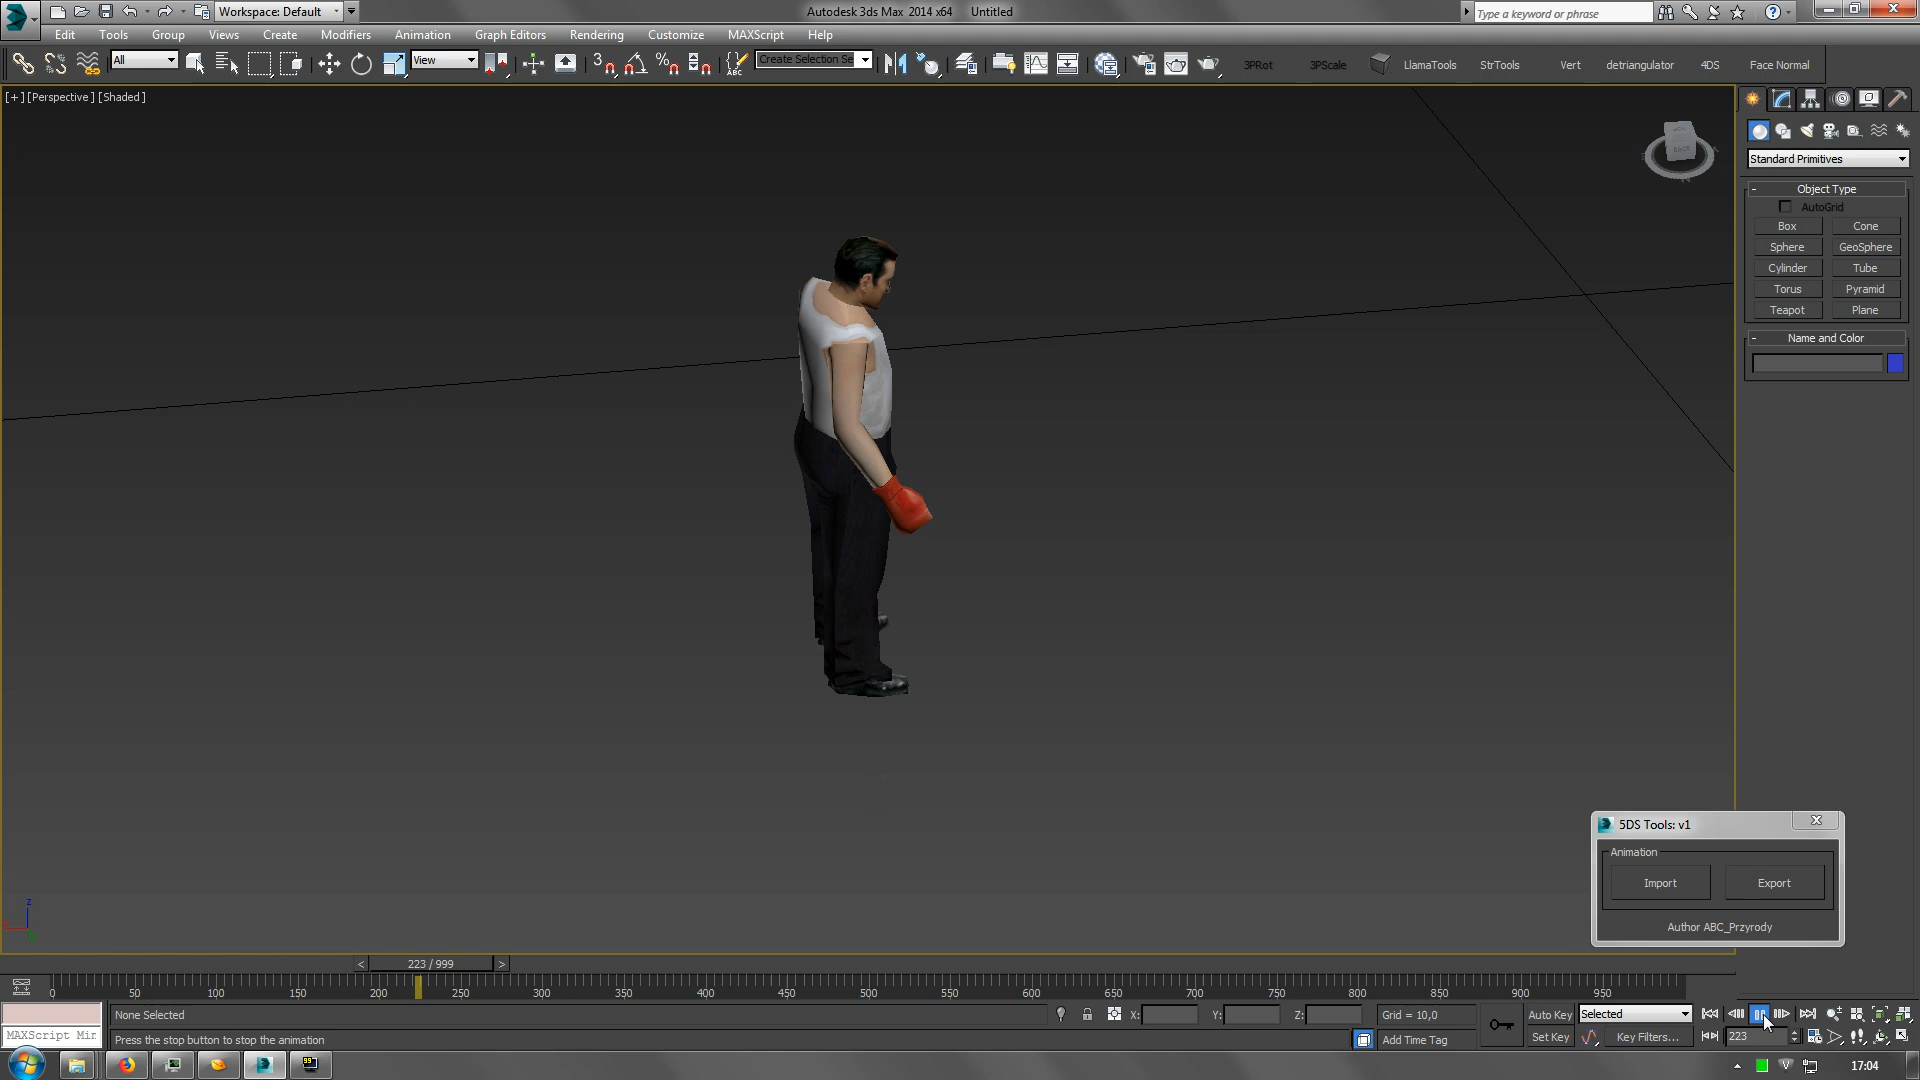 Workspace: Default
Autodesk 3ds Max 2014 x64 Untitled
Type a keyword or phrase
Edit Tools Group Views Create Modifiers Animation Graph Editors Rendering Customize MAXScript Help
All
View
Create Selection Se
3PRot 3PScale LlamaTools StrTools Vert detriangulator 4DS Face Normal
[+] [Perspective] [Shaded]
Standard Primitives
- Object Type
AutoGrid
Box Cone
Sphere GeoSphere
Cylinder Tube
Torus Pyramid
Teapot Plane
- Name and Color
5DS Tools: v1
Animation
Import Export
Author ABC_Przyrody
z
< 223 / 999 >
0 50 100 150 200 250 300 350 400 450 500 550 600 650 700 750 800 850 900 950
None Selected
X: Y: Z:
Grid = 10,0
Auto Key
Selected
MAXScript Mir
Press the stop button to stop the animation
Add Time Tag
Set Key
Key Filters...
223
17:04